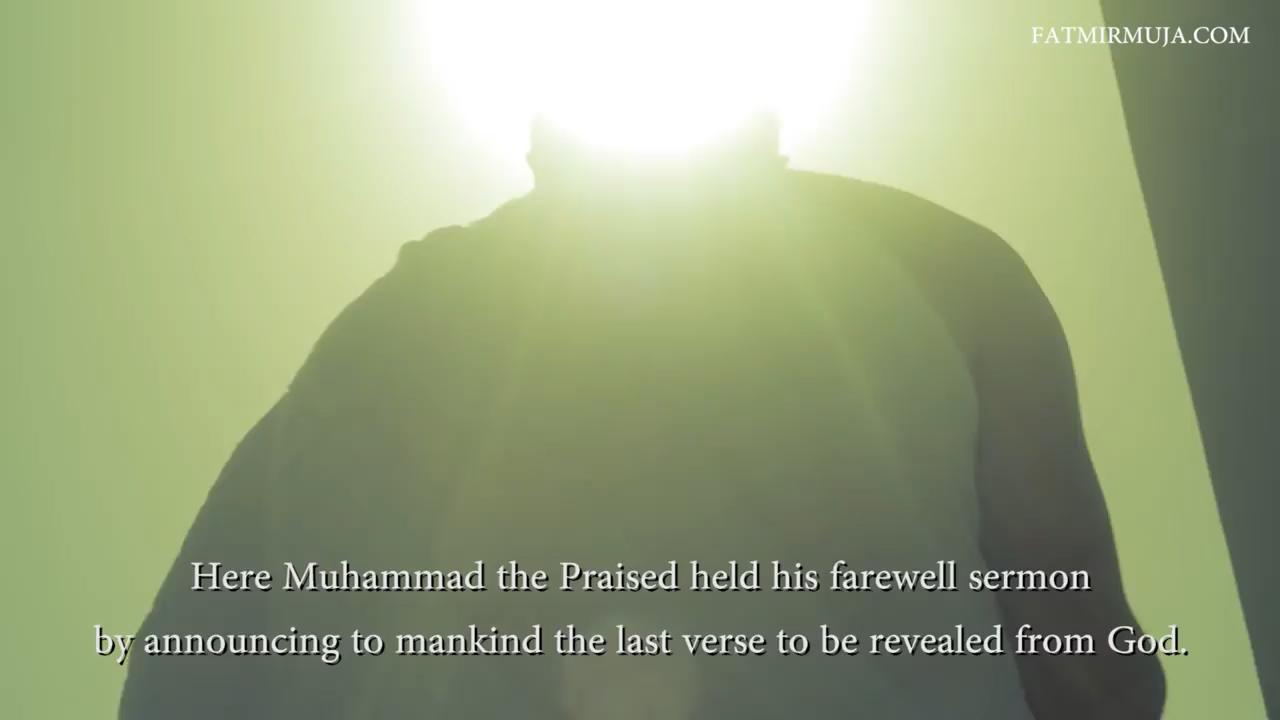 FATMIRMUJA.COM
Here Muhammad the Praised held his farewell sermon
by announcing to mankind the last verse to be revealed from God.